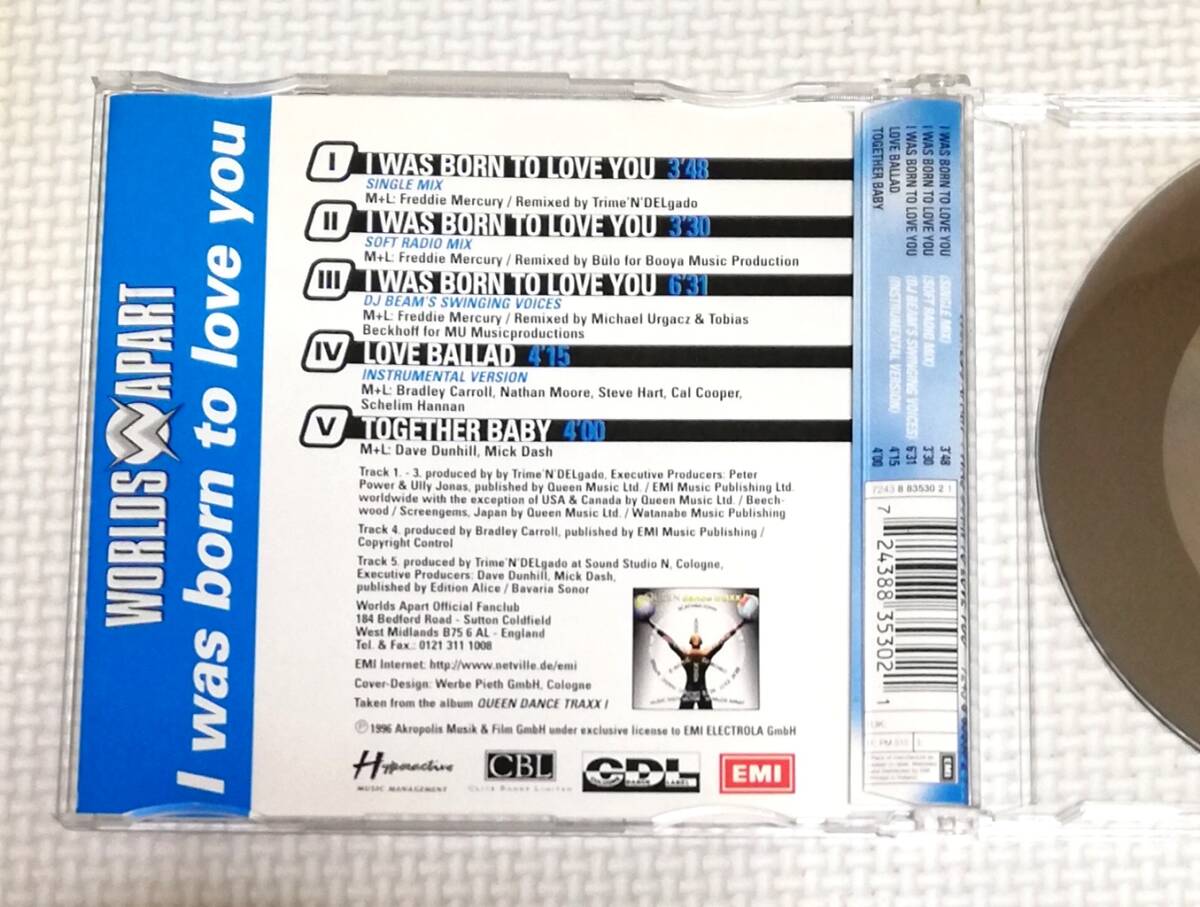 WORLDS APART
I was born to love you
I I WAS BORN TO LOVE YOU 3'48
SINGLE MIX
M+L: Freddie Mercury / Remixed by Trime'N'DELgado
II I WAS BORN TO LOVE YOU 3'30
SOFT RADIO MIX
M+L: Freddie Mercury / Remixed by Bülo for Booya Music Production
III I WAS BORN TO LOVE YOU 6'31
DJ BEAM'S SWINGING VOICES
M+L: Freddie Mercury / Remixed by Michael Urgacz & Tobias
Beckhoff for MU Musicproductions
IV LOVE BALLAD 4'15
INSTRUMENTAL VERSION
M+L: Bradley Carroll, Nathan Moore, Steve Hart, Cal Cooper,
Schelim Hannan
V TOGETHER BABY 4'00
M+L: Dave Dunhill, Mick Dash
Track 1. - 3. produced by by Trime'N'DELgado, Executive Producers: Peter
Power & Ully Jonas, published by Queen Music Ltd. / EMI Publishing Ltd.
worldwide with the exception of USA & Canada by Queen Music Ltd. / Beech-
wood / Screengems, Japan by Queen Music Ltd. / Watanabe Music Publishing
Track 4. produced by Bradley Carroll, published by EMI Music Publishing /
Copyright Control
Track 5. produced by Trime'N'DELgado at Sound Studio N, Cologne,
Executive Producers: Dave Dunhill, Mick Dash,
published by Edition Alice / Bavaria Sonor
Worlds Apart Official Fanclub
184 Bedford Road - Sutton Coldfield
West Midlands B75 6 AL - England
Tel. & Fax.: 0121 311 1008
EMI Internet: http://www.netville.de/emi
Cover-Design: Werbe Pieth GmbH, Cologne
Taken from the album QUEEN DANCE TRAXX I
℗ 1996 Akropolis Musik & Film GmbH under exclusive license to EMI ELECTROLA GmbH
QUEEN DANCE TRAXX
Hyperactive
MUSIC MANAGEMENT
CBL
CDL
EMI
I WAS BORN TO LOVE YOU (SINGLE MIX) 3'48
I WAS BORN TO LOVE YOU (SOFT RADIO MIX) 3'30
I WAS BORN TO LOVE YOU (DJ BEAM'S SWINGING VOICES) 6'31
LOVE BALLAD (INSTRUMENTAL VERSION) 4'15
TOGETHER BABY 4'00
7243 8 83530 2 1
7 24388 35302 1
UK:
EMI